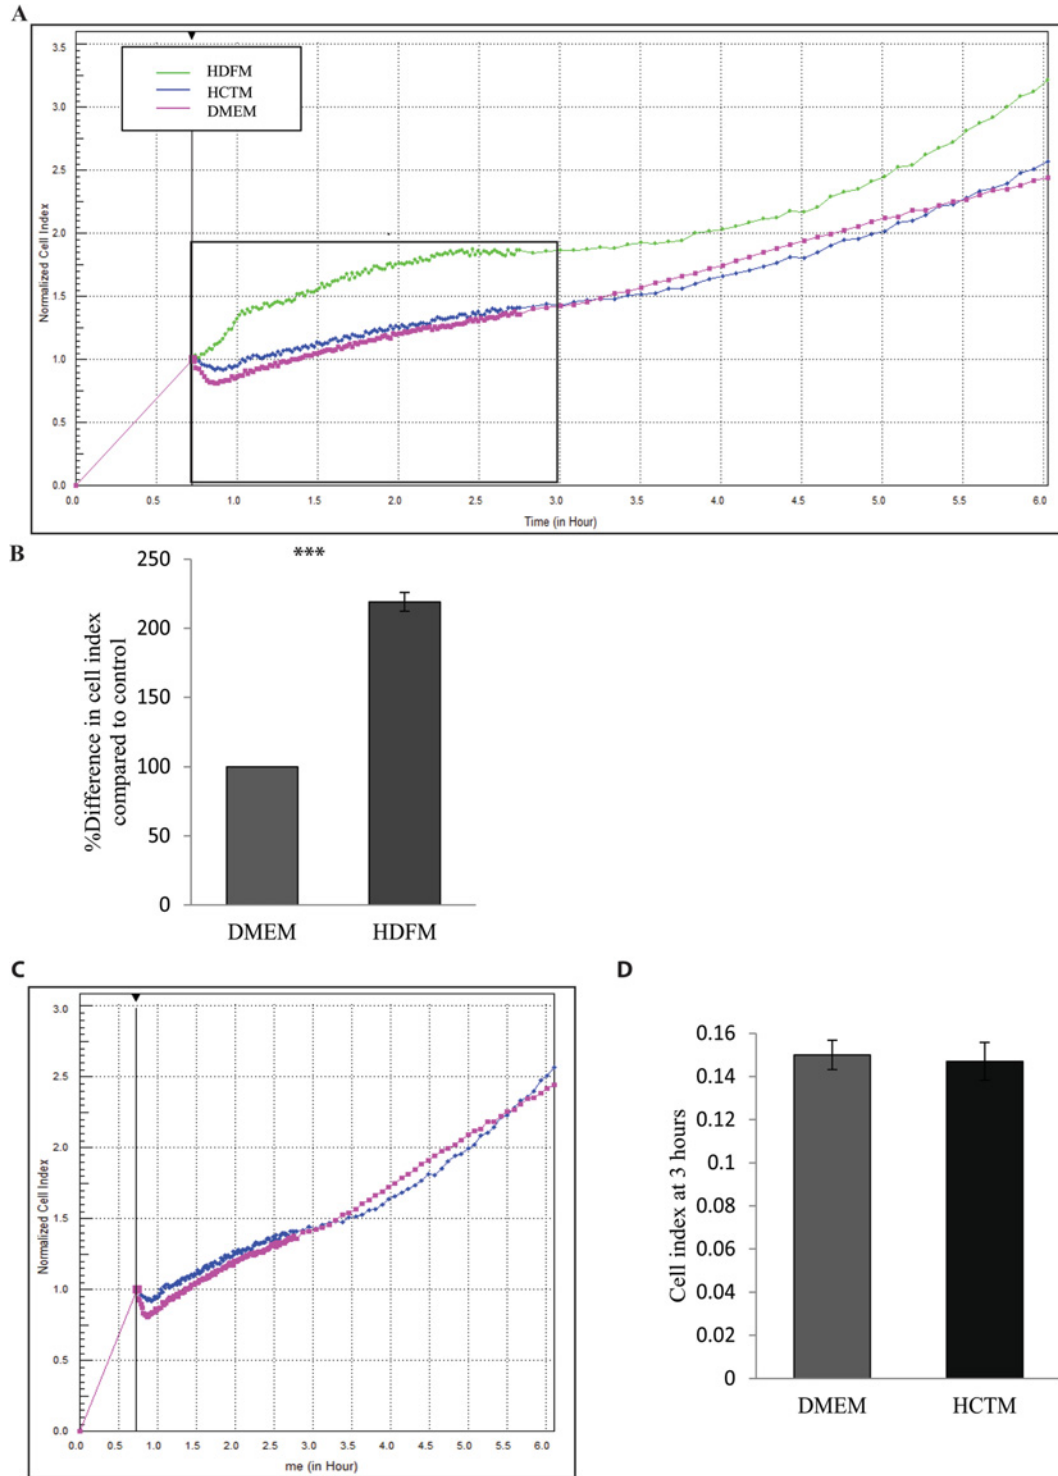 A
3.5
3.0
2.5
2.0
1.5
1.0
0.5
0.0
Normalized Cell Index
HDFM
HCTM
DMEM
0.0 0.5 1.0 1.5 2.0 2.5 3.0 3.5 4.0 4.5 5.0 5.5 6.0
Time (in Hour)
B
***
250
200
150
100
50
0
%Difference in cell index
compared to control
DMEM HDFM
C
3.0
2.5
2.0
1.5
1.0
0.5
0.0
Normalized Cell Index
0.0 0.5 1.0 1.5 2.0 2.5 3.0 3.5 4.0 4.5 5.0 5.5 6.0
me (in Hour)
D
0.16
0.14
0.12
0.1
0.08
0.06
0.04
0.02
0
Cell index at 3 hours
DMEM HCTM